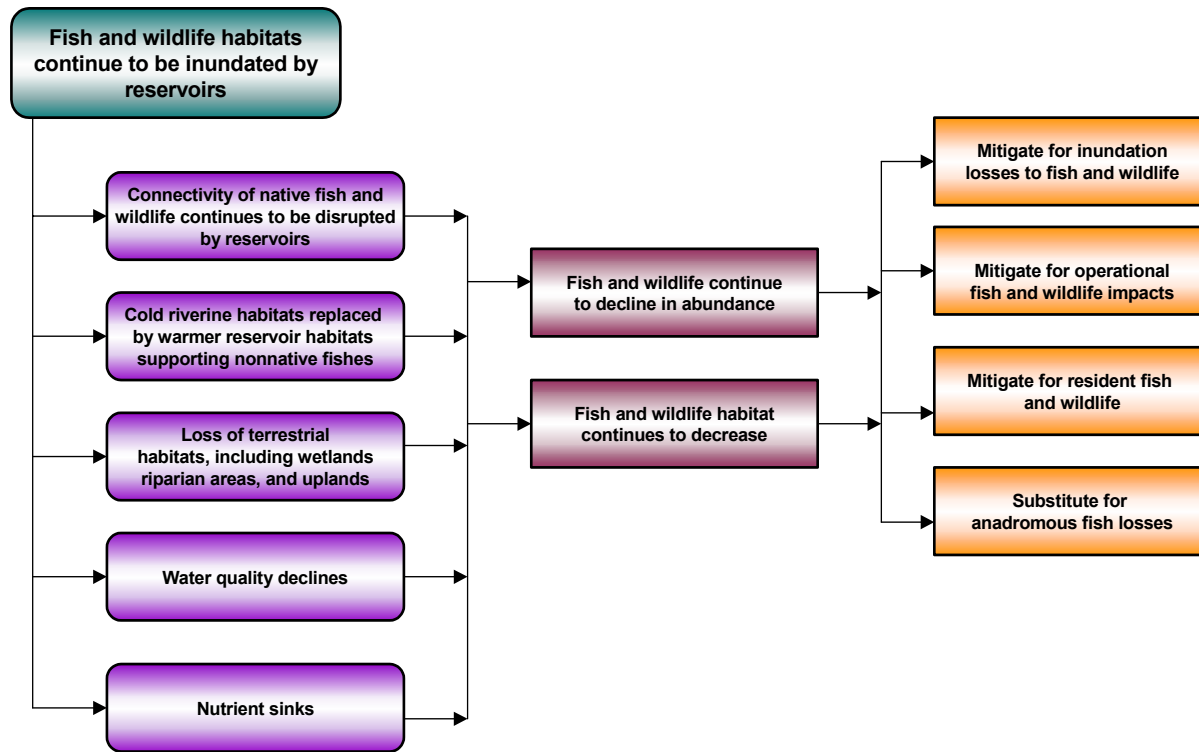 Fish and wildlife habitats
continue to be inundated by
reservoirs
Connectivity of native fish and
wildlife continues to be disrupted
by reservoirs
Cold riverine habitats replaced
by warmer reservoir habitats
supporting nonnative fishes
Loss of terrestrial
habitats, including wetlands
riparian areas, and uplands
Water quality declines
Nutrient sinks
Fish and wildlife continue
to decline in abundance
Fish and wildlife habitat
continues to decrease
Mitigate for inundation
losses to fish and wildlife
Mitigate for operational
fish and wildlife impacts
Mitigate for resident fish
and wildlife
Substitute for
anadromous fish losses